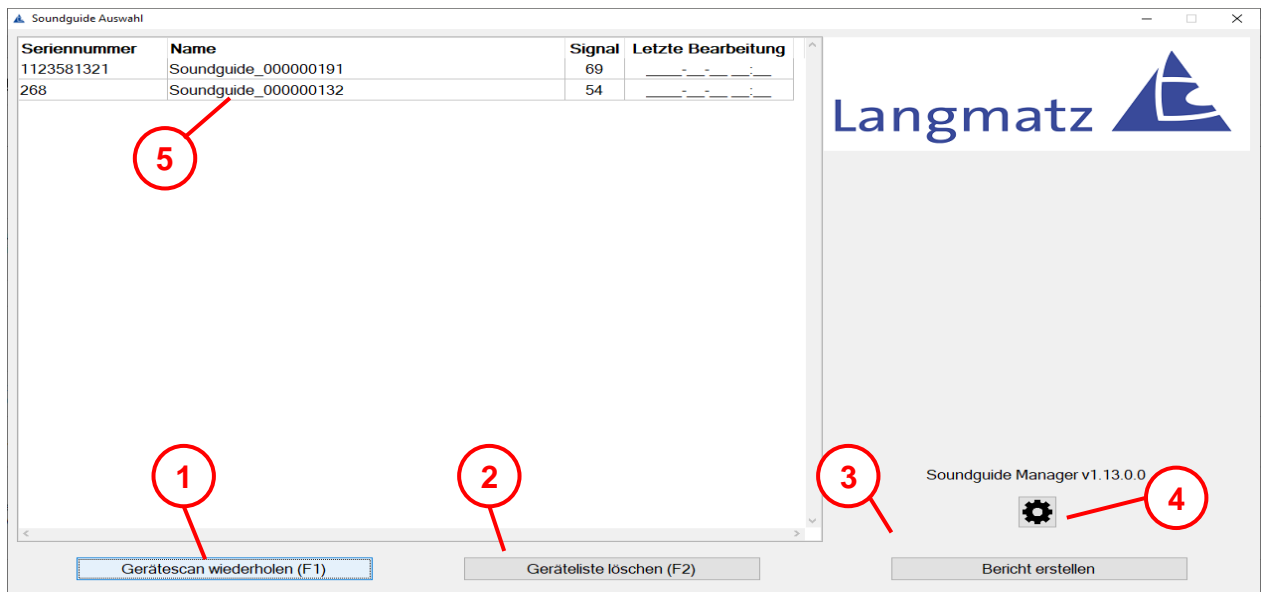 Soundguide Auswahl
Seriennummer Name Signal Letzte Bearbeitung
1123581321 Soundguide_000000191 69 ____-__-__ __:__
268 Soundguide_000000132 54 ____-__-__ __:__
Langmatz
5
1
2
3
Soundguide Manager v1.13.0.0
4
Gerätescan wiederholen (F1)
Geräteliste löschen (F2)
Bericht erstellen